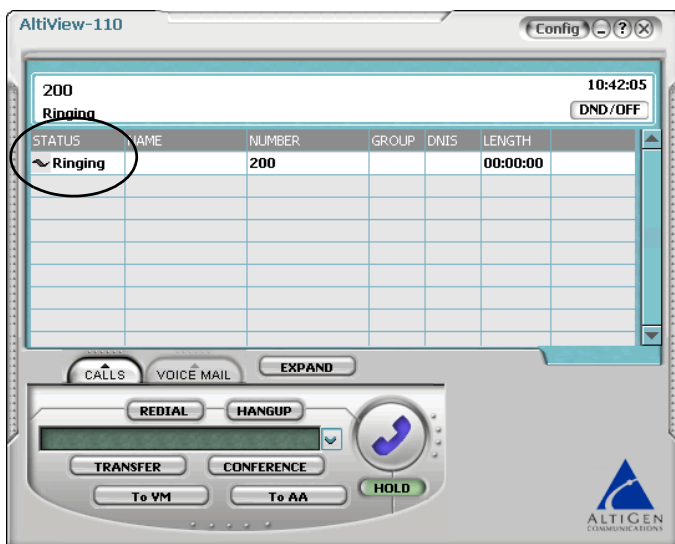 AltiView-110
Config
?
200
10:42:05
Ringing
DND/OFF
STATUS NAME NUMBER GROUP DNIS LENGTH
Ringing 200 00:00:00
CALLS
VOICE MAIL
EXPAND
REDIAL
HANGUP
TRANSFER
CONFERENCE
To VM
To AA
HOLD
ALTIGEN
COMMUNICATIONS